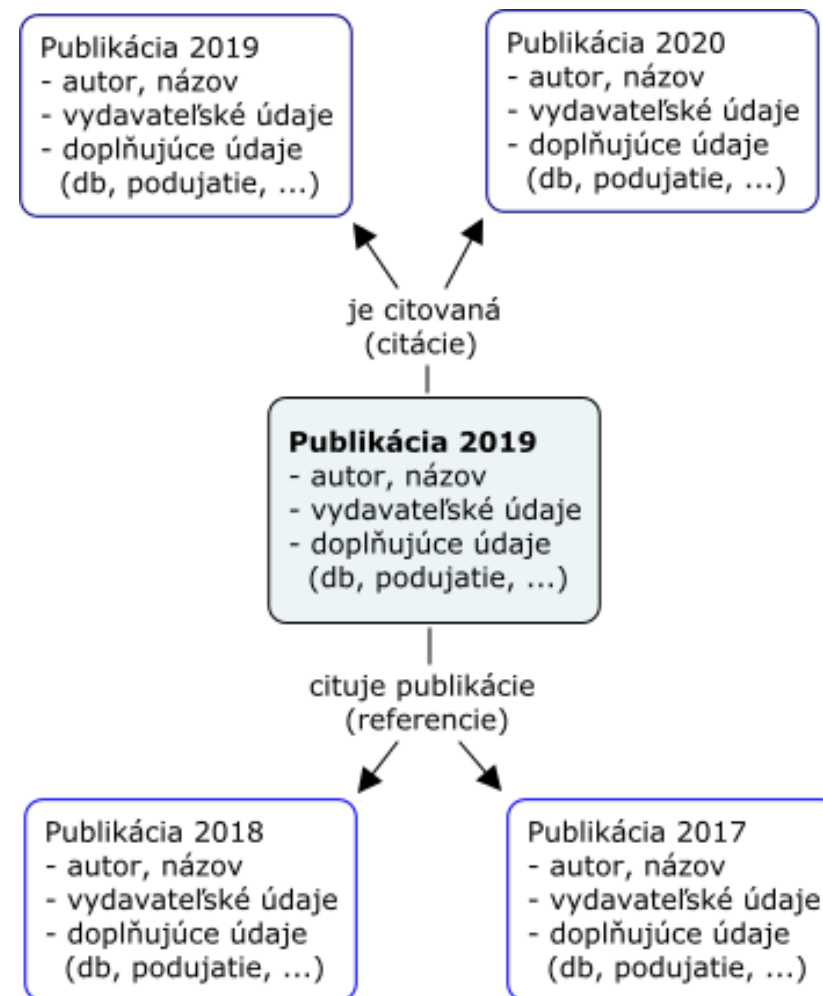 Publikácia 2019
- autor, názov
- vydavateľské údaje
- doplňujúce údaje
(db, podujatie, ...)
Publikácia 2020
- autor, názov
- vydavateľské údaje
- doplňujúce údaje
(db, podujatie, ...)
je citovaná
(citácie)
Publikácia 2019
- autor, názov
- vydavateľské údaje
- doplňujúce údaje
(db, podujatie, ...)
cituje publikácie
(referencie)
Publikácia 2018
- autor, názov
- vydavateľské údaje
- doplňujúce údaje
(db, podujatie, ...)
Publikácia 2017
- autor, názov
- vydavateľské údaje
- doplňujúce údaje
(db, podujatie, ...)